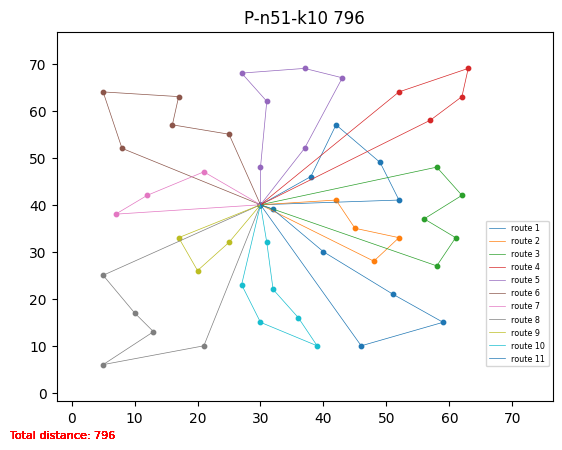 P-n51-k10 796
70
60
50
40
30
20
10
0
0 10 20 30 40 50 60 70
route 1
route 2
route 3
route 4
route 5
route 6
route 7
route 8
route 9
route 10
route 11
Total distance: 796